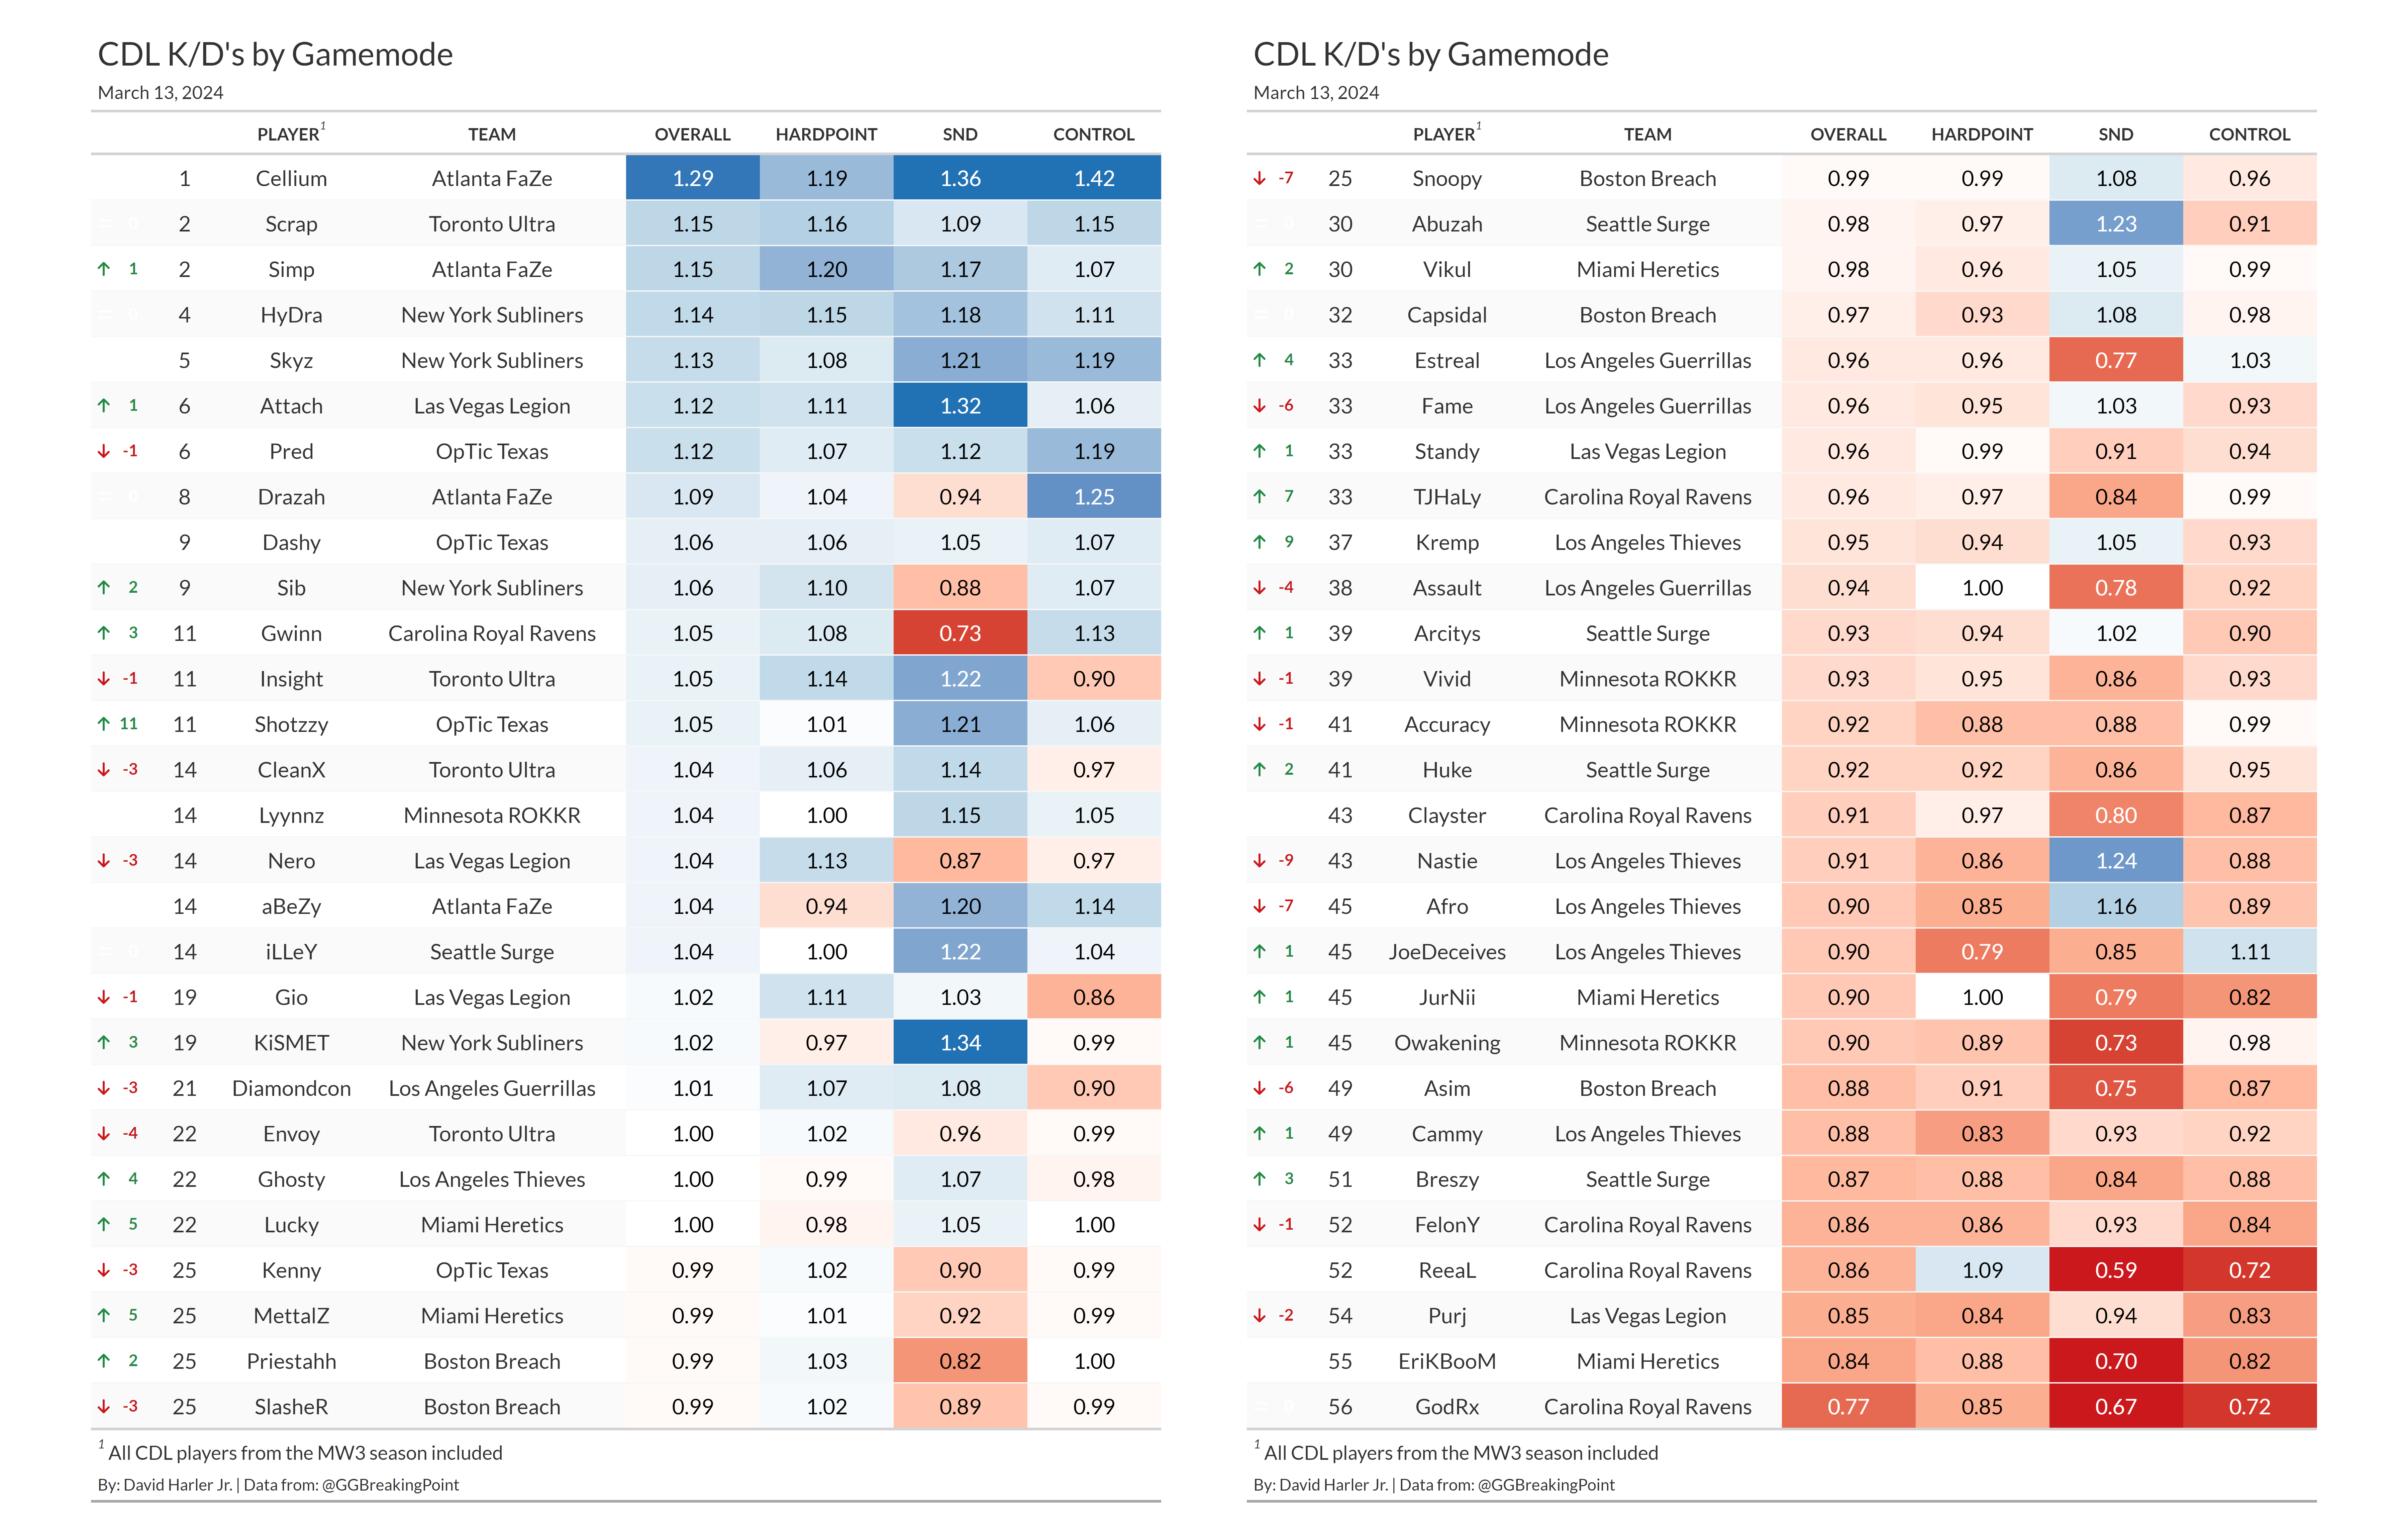 CDL K/D's by Gamemode
March 13, 2024
PLAYER1 TEAM OVERALL HARDPOINT SND CONTROL
1 Cellium Atlanta FaZe 1.29 1.19 1.36 1.42
= 0 2 Scrap Toronto Ultra 1.15 1.16 1.09 1.15
↑ 1 2 Simp Atlanta FaZe 1.15 1.20 1.17 1.07
= 0 4 HyDra New York Subliners 1.14 1.15 1.18 1.11
5 Skyz New York Subliners 1.13 1.08 1.21 1.19
↑ 1 6 Attach Las Vegas Legion 1.12 1.11 1.32 1.06
↓ -1 6 Pred OpTic Texas 1.12 1.07 1.12 1.19
= 0 8 Drazah Atlanta FaZe 1.09 1.04 0.94 1.25
9 Dashy OpTic Texas 1.06 1.06 1.05 1.07
↑ 2 9 Sib New York Subliners 1.06 1.10 0.88 1.07
↑ 3 11 Gwinn Carolina Royal Ravens 1.05 1.08 0.73 1.13
↓ -1 11 Insight Toronto Ultra 1.05 1.14 1.22 0.90
↑ 11 11 Shotzzy OpTic Texas 1.05 1.01 1.21 1.06
↓ -3 14 CleanX Toronto Ultra 1.04 1.06 1.14 0.97
14 Lyynnz Minnesota ROKKR 1.04 1.00 1.15 1.05
↓ -3 14 Nero Las Vegas Legion 1.04 1.13 0.87 0.97
14 aBeZy Atlanta FaZe 1.04 0.94 1.20 1.14
= 0 14 iLLeY Seattle Surge 1.04 1.00 1.22 1.04
↓ -1 19 Gio Las Vegas Legion 1.02 1.11 1.03 0.86
↑ 3 19 KiSMET New York Subliners 1.02 0.97 1.34 0.99
↓ -3 21 Diamondcon Los Angeles Guerrillas 1.01 1.07 1.08 0.90
↓ -4 22 Envoy Toronto Ultra 1.00 1.02 0.96 0.99
↑ 4 22 Ghosty Los Angeles Thieves 1.00 0.99 1.07 0.98
↑ 5 22 Lucky Miami Heretics 1.00 0.98 1.05 1.00
↓ -3 25 Kenny OpTic Texas 0.99 1.02 0.90 0.99
↑ 5 25 MettalZ Miami Heretics 0.99 1.01 0.92 0.99
↑ 2 25 Priestahh Boston Breach 0.99 1.03 0.82 1.00
↓ -3 25 SlasheR Boston Breach 0.99 1.02 0.89 0.99
1 All CDL players from the MW3 season included
By: David Harler Jr. | Data from: @GGBreakingPoint
CDL K/D's by Gamemode
March 13, 2024
PLAYER1 TEAM OVERALL HARDPOINT SND CONTROL
↓ -7 25 Snoopy Boston Breach 0.99 0.99 1.08 0.96
= 0 30 Abuzah Seattle Surge 0.98 0.97 1.23 0.91
↑ 2 30 Vikul Miami Heretics 0.98 0.96 1.05 0.99
= 0 32 Capsidal Boston Breach 0.97 0.93 1.08 0.98
↑ 4 33 Estreal Los Angeles Guerrillas 0.96 0.96 0.77 1.03
↓ -6 33 Fame Los Angeles Guerrillas 0.96 0.95 1.03 0.93
↑ 1 33 Standy Las Vegas Legion 0.96 0.99 0.91 0.94
↑ 7 33 TJHaLy Carolina Royal Ravens 0.96 0.97 0.84 0.99
↑ 9 37 Kremp Los Angeles Thieves 0.95 0.94 1.05 0.93
↓ -4 38 Assault Los Angeles Guerrillas 0.94 1.00 0.78 0.92
↑ 1 39 Arcitys Seattle Surge 0.93 0.94 1.02 0.90
↓ -1 39 Vivid Minnesota ROKKR 0.93 0.95 0.86 0.93
↓ -1 41 Accuracy Minnesota ROKKR 0.92 0.88 0.88 0.99
↑ 2 41 Huke Seattle Surge 0.92 0.92 0.86 0.95
43 Clayster Carolina Royal Ravens 0.91 0.97 0.80 0.87
↓ -9 43 Nastie Los Angeles Thieves 0.91 0.86 1.24 0.88
↓ -7 45 Afro Los Angeles Thieves 0.90 0.85 1.16 0.89
↑ 1 45 JoeDeceives Los Angeles Thieves 0.90 0.79 0.85 1.11
↑ 1 45 JurNii Miami Heretics 0.90 1.00 0.79 0.82
↑ 1 45 Owakening Minnesota ROKKR 0.90 0.89 0.73 0.98
↓ -6 49 Asim Boston Breach 0.88 0.91 0.75 0.87
↑ 1 49 Cammy Los Angeles Thieves 0.88 0.83 0.93 0.92
↑ 3 51 Breszy Seattle Surge 0.87 0.88 0.84 0.88
↓ -1 52 FelonY Carolina Royal Ravens 0.86 0.86 0.93 0.84
52 ReeaL Carolina Royal Ravens 0.86 1.09 0.59 0.72
↓ -2 54 Purj Las Vegas Legion 0.85 0.84 0.94 0.83
55 EriKBooM Miami Heretics 0.84 0.88 0.70 0.82
= 0 56 GodRx Carolina Royal Ravens 0.77 0.85 0.67 0.72
1 All CDL players from the MW3 season included
By: David Harler Jr. | Data from: @GGBreakingPoint